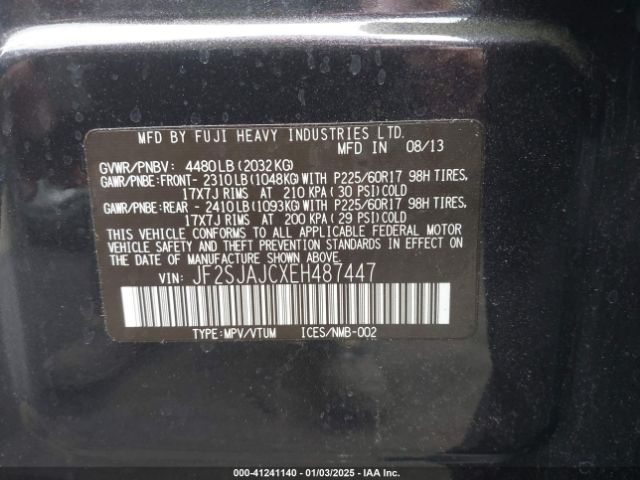 MFD BY FUJI HEAVY INDUSTRIES LTD.
MFD IN 08/13
GVWR/PNBV: 4480LB(2032KG)
GAWR/PNBE:FRONT- 2310LB(1048KG)WITH P225/60R17 98H TIRES,
17X7J RIMS AT 210 KPA(30 PSI)COLD
GAWR/PNBE:REAR - 2410LB(1093KG)WITH P225/60R17 98H TIRES,
17X7J RIMS AT 200 KPA(29 PSI)COLD
THIS VEHICLE CONFORMS TO ALL APPLICABLE FEDERAL MOTOR
VEHICLE SAFETY AND THEFT PREVENTION STANDARDS IN EFFECT
ON THE DATE OF MANUFACTURE SHOWN ABOVE.
VIN: JF2SJAJCXEH487447
TYPE:MPV/VTUM ICES/NMB-002
000-41241140 - 01/03/2025 - IAAI